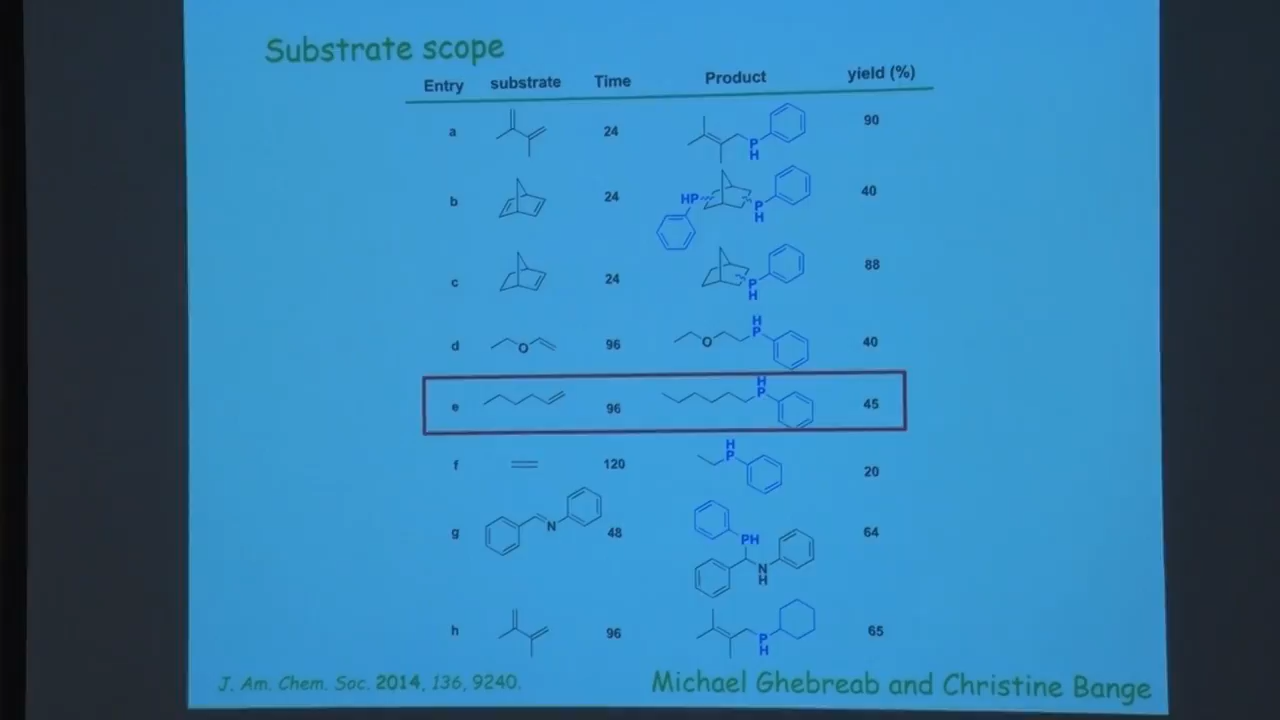 Substrate scope
Entry substrate Time Product yield (%)
a 24 P H 90
b 24 HP P H 40
c 24 P H 88
d O 96 O H P 40
e 96 H P 45
f 120 H P 20
g N 48 PH N H 64
h 96 P H 65
J. Am. Chem. Soc. 2014, 136, 9240.
Michael Ghebreab and Christine Bange